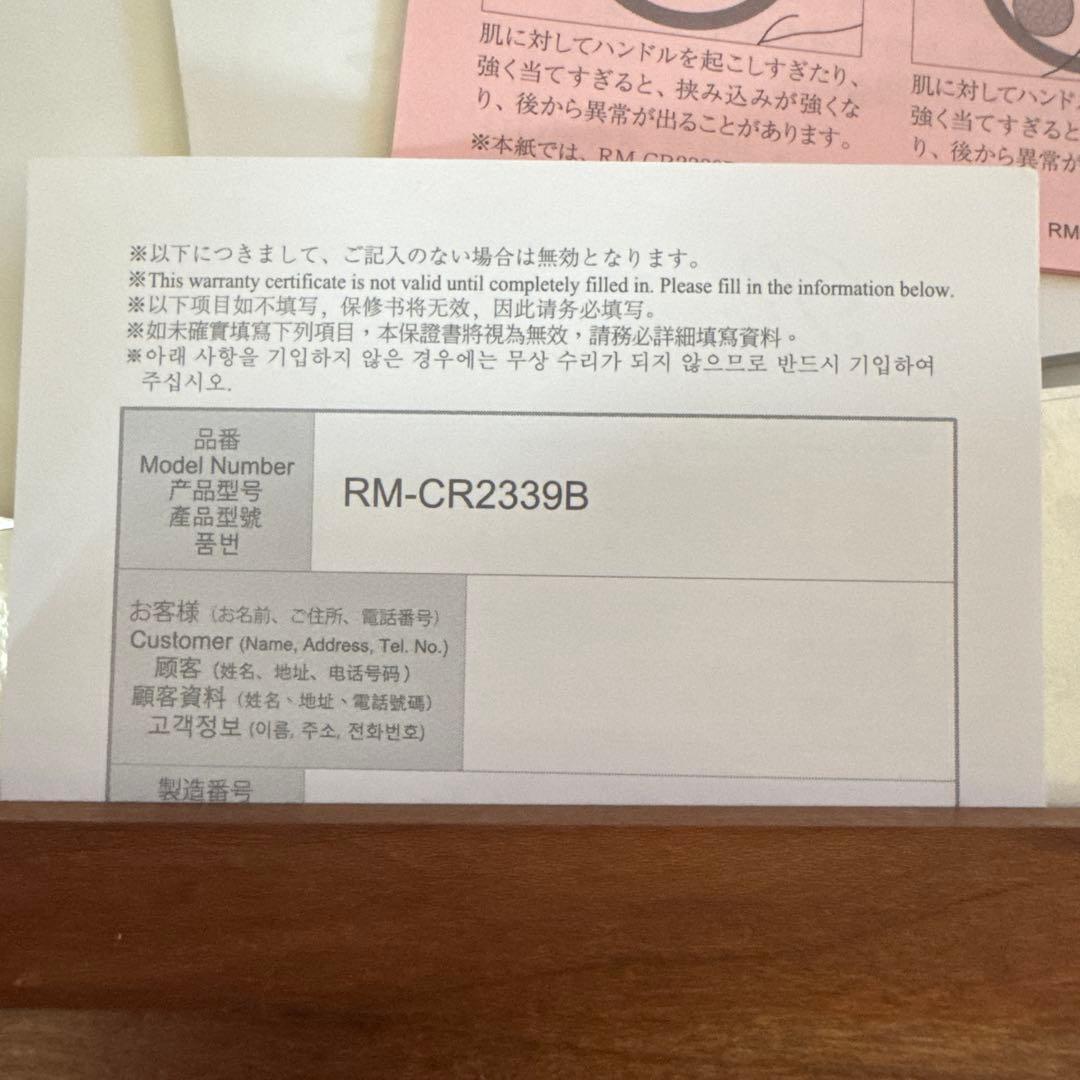 肌に対してハンドルを起こしすぎたり、
強く当てすぎると、挟み込みが強くな
り、後から異常が出ることがあります。
※本紙では、RM-CR
肌に対してハンド
強く当てすぎると
り、後から異常が
RM
※以下につきまして、ご記入のない場合は無効となります。
※This warranty certificate is not valid until completely filled in. Please fill in the information below.
※以下项目如不填写，保修书将无效，因此请务必填写。
※如未確實填寫下列項目，本保證書將視為無效，請務必詳細填寫資料。
※아래 사항을 기입하지 않은 경우에는 무상 수리가 되지 않으므로 반드시 기입하여
주십시오.
品番
Model Number
产品型号
產品型號
품번
RM-CR2339B
お客様（お名前、ご住所、電話番号）
Customer (Name, Address, Tel. No.)
顾客（姓名、地址、电话号码）
顧客資料（姓名、地址、電話號碼）
고객정보 (이름, 주소, 전화번호)
製造番号